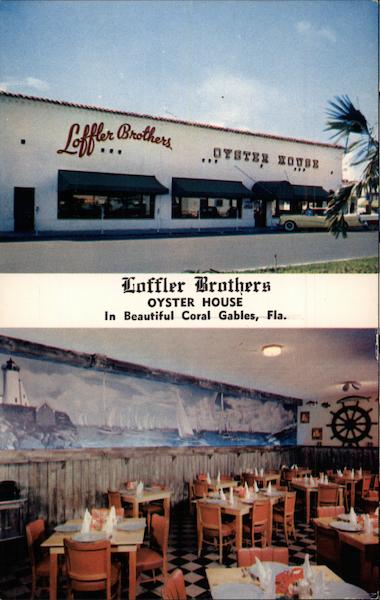 Loffler Brothers
OYSTER HOUSE
Loffler Brothers
OYSTER HOUSE
In Beautiful Coral Gables, Fla.